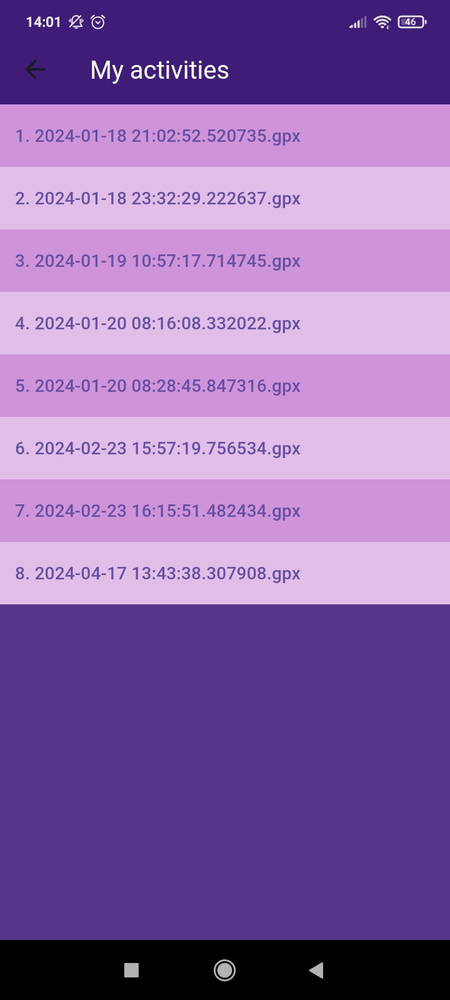 14:01
46
My activities
1. 2024-01-18 21:02:52.520735.gpx
2. 2024-01-18 23:32:29.222637.gpx
3. 2024-01-19 10:57:17.714745.gpx
4. 2024-01-20 08:16:08.332022.gpx
5. 2024-01-20 08:28:45.847316.gpx
6. 2024-02-23 15:57:19.756534.gpx
7. 2024-02-23 16:15:51.482434.gpx
8. 2024-04-17 13:43:38.307908.gpx